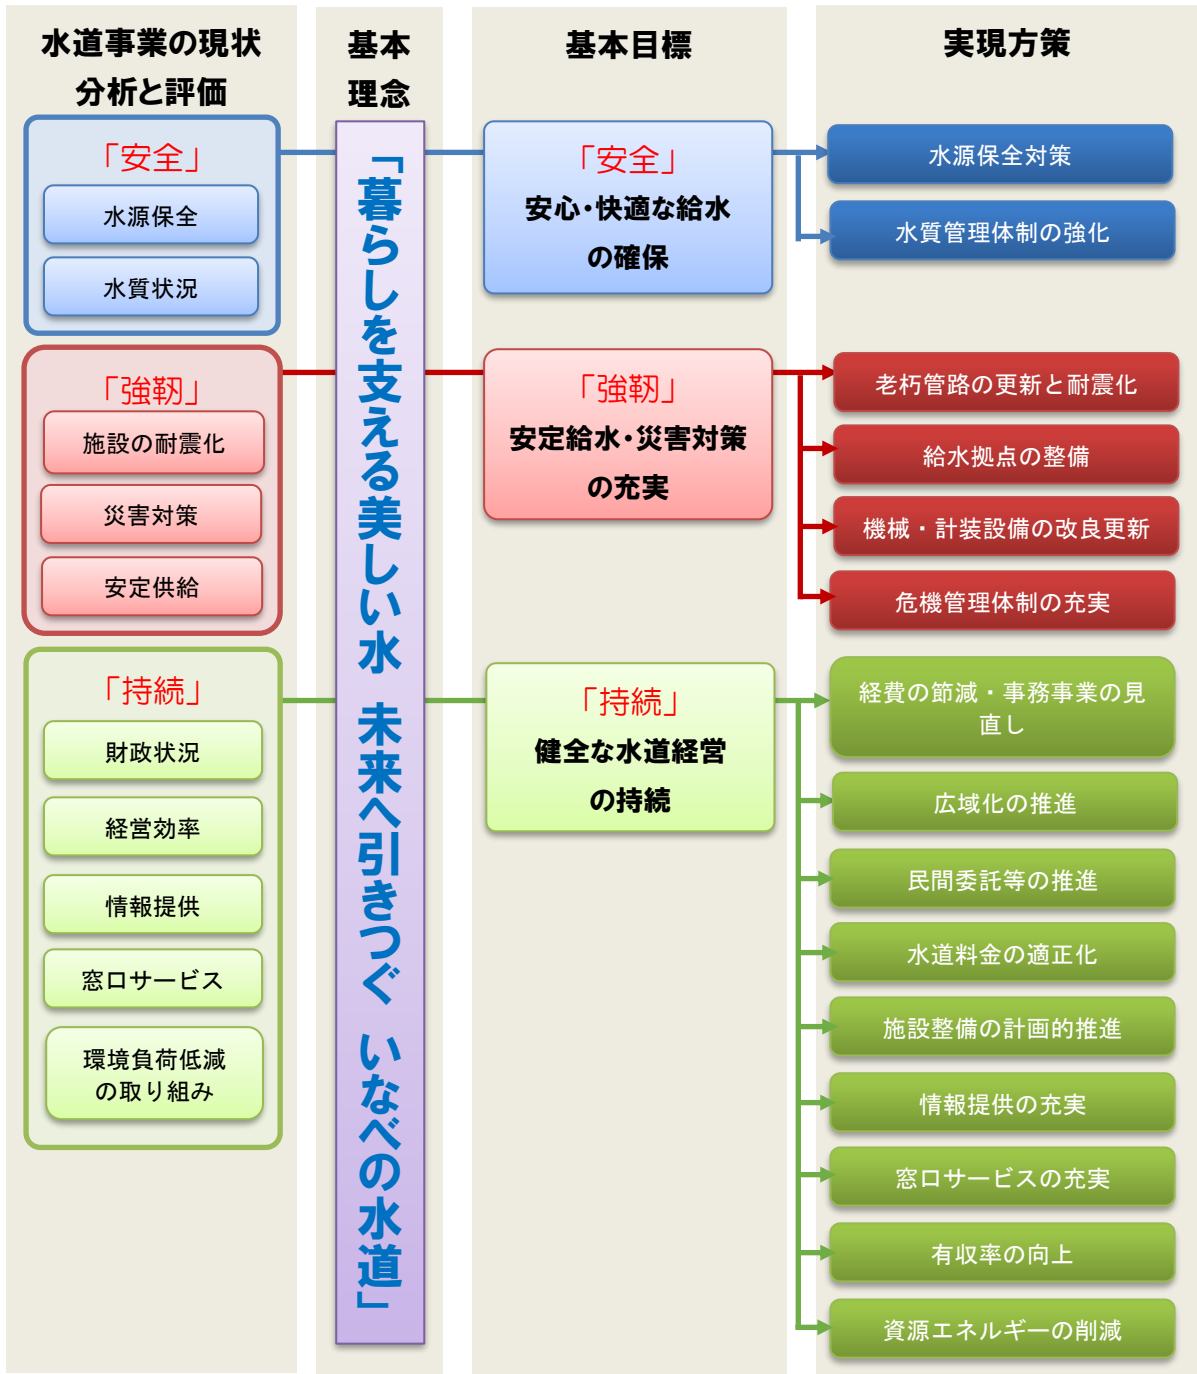 水道事業の現状
分析と評価
「安全」
水源保全
水質状況
「強靭」
施設の耐震化
災害対策
安定供給
「持続」
財政状況
経営効率
情報提供
窓口サービス
環境負荷低減
の取り組み
基本
理念
「暮らしを支える美しい水 未来へ引きつぐ いなべの水道」
基本目標
「安全」
安心・快適な給水
の確保
「強靭」
安定給水・災害対策
の充実
「持続」
健全な水道経営
の持続
実現方策
水源保全対策
水質管理体制の強化
老朽管路の更新と耐震化
給水拠点の整備
機械・計装設備の改良更新
危機管理体制の充実
経費の節減・事務事業の見
直し
広域化の推進
民間委託等の推進
水道料金の適正化
施設整備の計画的推進
情報提供の充実
窓口サービスの充実
有収率の向上
資源エネルギーの削減